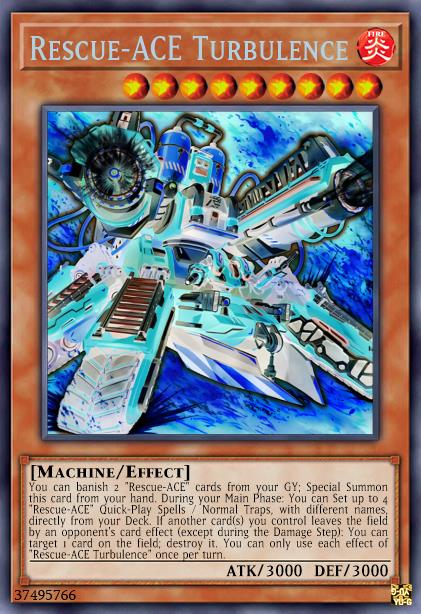 Rescue-ACE Turbulence
FIRE
炎
[Machine/Effect]
You can banish 2 "Rescue-ACE" cards from your GY; Special Summon
this card from your hand. During your Main Phase: You can Set up to 4
"Rescue-ACE" Quick-Play Spells / Normal Traps, with different names,
directly from your Deck. If another card(s) you control leaves the field
by an opponent's card effect (except during the Damage Step): You can
target 1 card on the field; destroy it. You can only use each effect of
"Rescue-ACE Turbulence" once per turn.
ATK/3000 DEF/3000
37495766